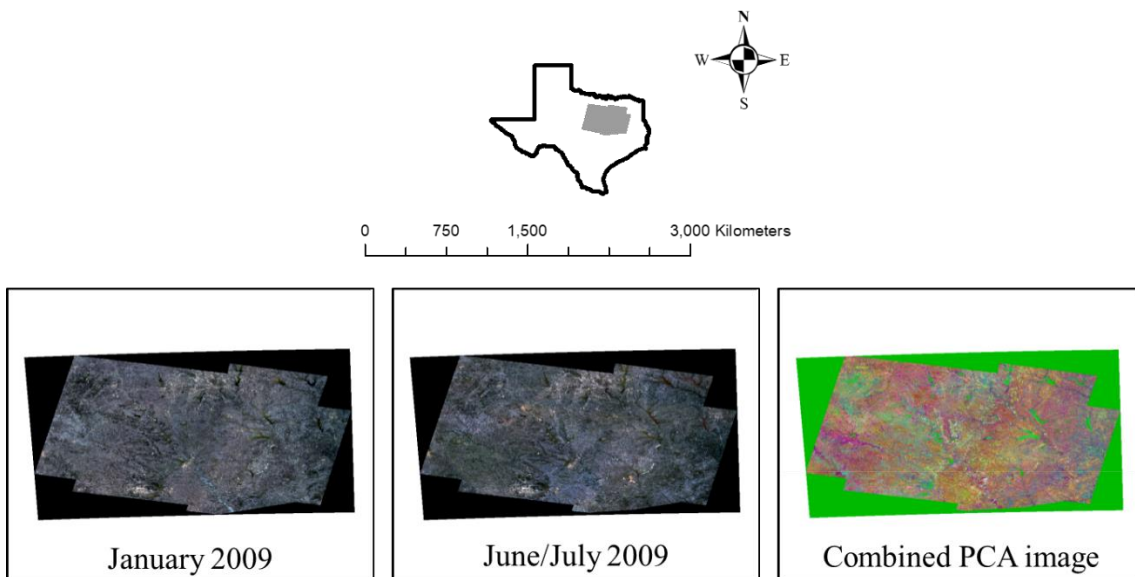 N
W E
S
0 750 1,500 3,000 Kilometers
January 2009
June/July 2009
Combined PCA image